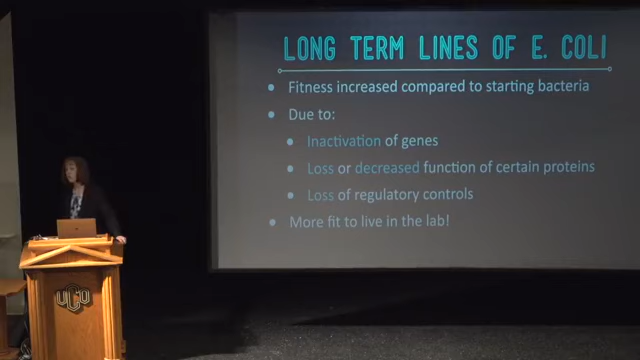 LONG TERM LINES OF E. COLI
• Fitness increased compared to starting bacteria
• Due to:
• Inactivation of genes
• Loss or decreased function of certain proteins
• Loss of regulatory controls
• More fit to live in the lab!
UCO